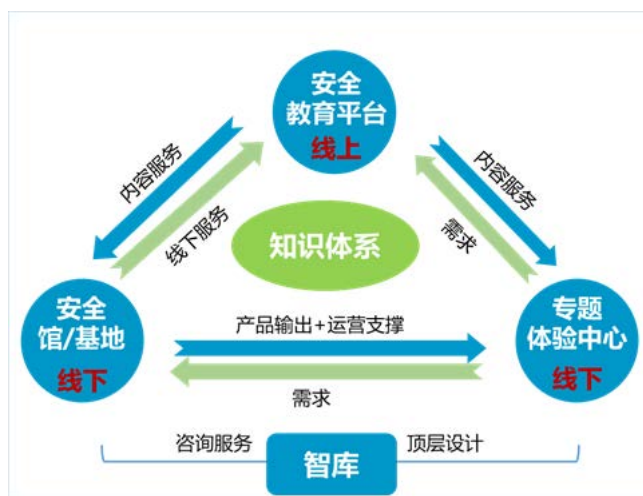 安全
教育平台
线上
内容服务
线下服务
内容服务
需求
知识体系
安全
馆/基地
线下
产品输出+运营支撑
需求
专题
体验中心
线下
咨询服务
智库
顶层设计